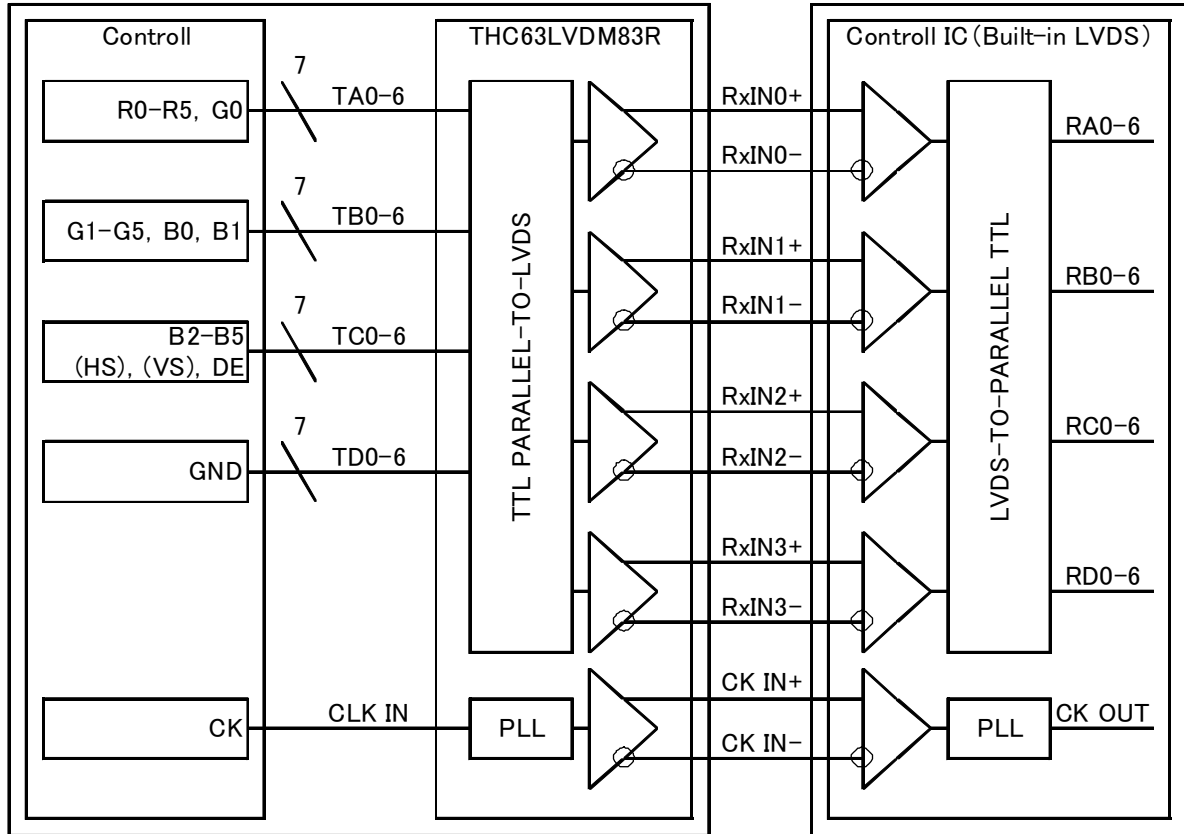 Controll
THC63LVDM83R
Controll IC(Built-in LVDS)
7
R0-R5, G0
TA0-6
RxIN0+
RxIN0-
RA0-6
7
G1-G5, B0, B1
TB0-6
RxIN1+
RxIN1-
RB0-6
7
B2-B5
(HS), (VS), DE
TC0-6
RxIN2+
RxIN2-
RC0-6
7
GND
TD0-6
RxIN3+
RxIN3-
RD0-6
TTL PARALLEL-TO-LVDS
LVDS-TO-PARALLEL TTL
CK
CLK IN
PLL
CK IN+
CK IN-
PLL
CK OUT